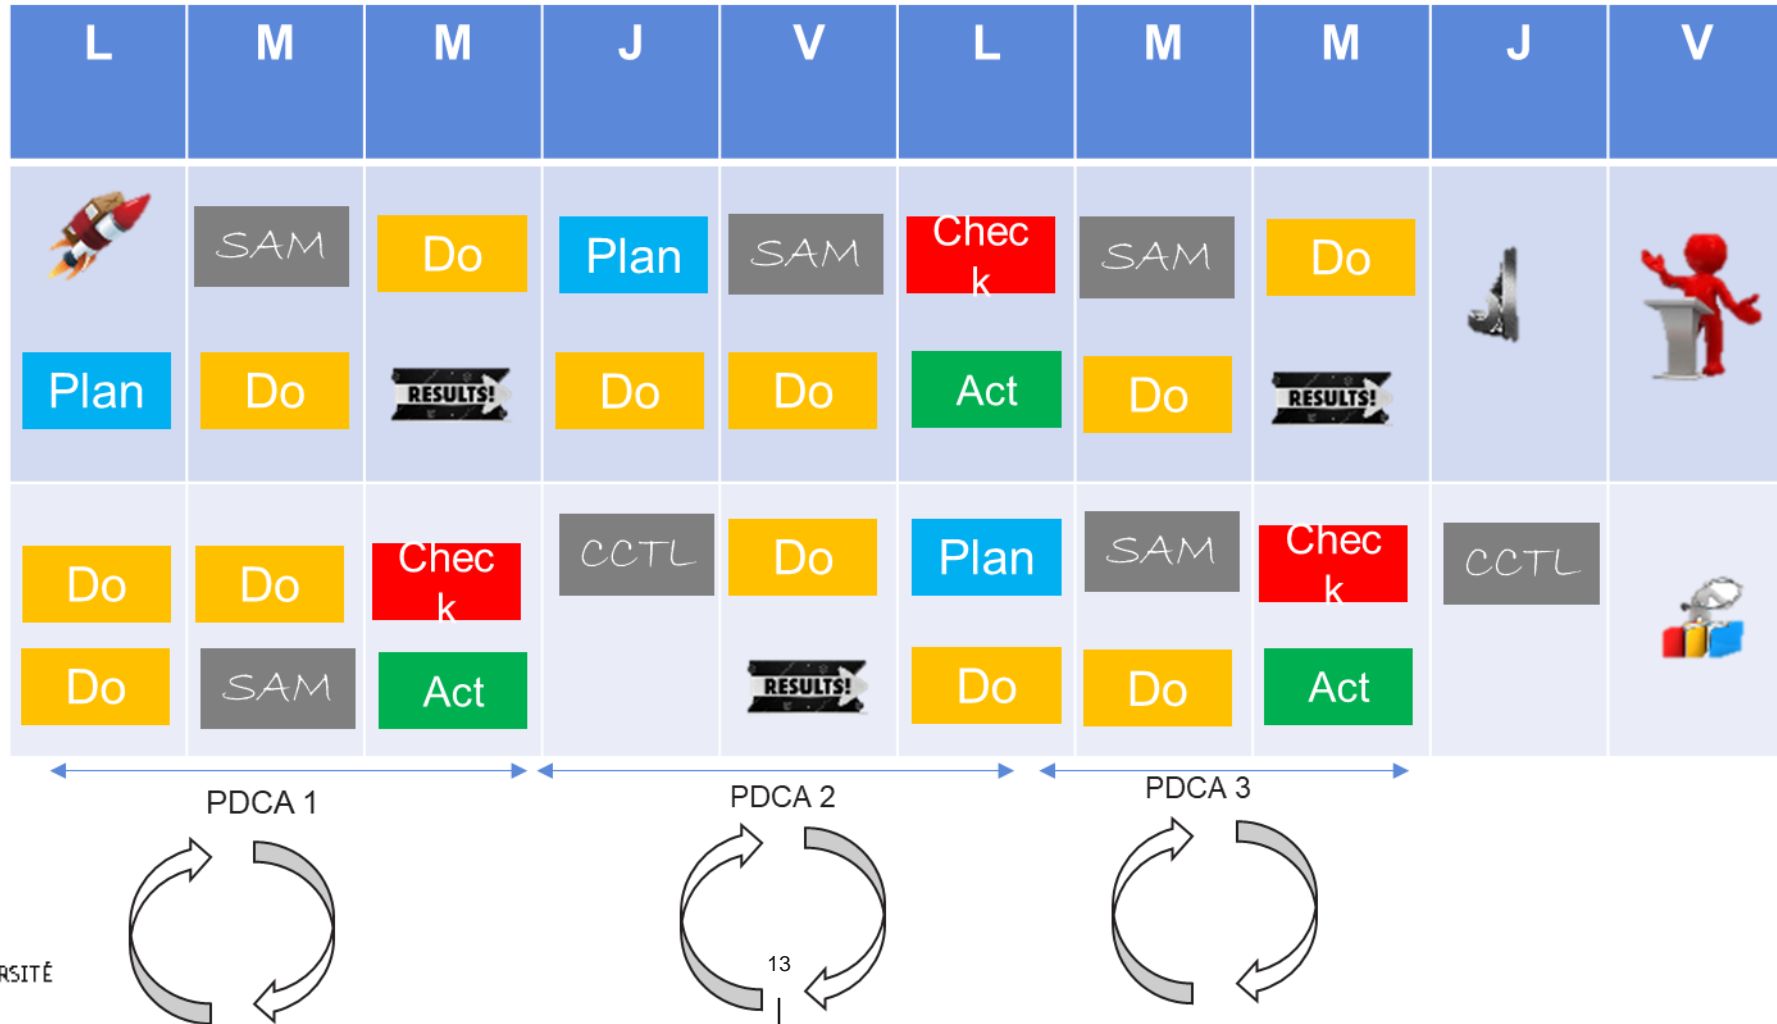 L M M J V L M M J V
SAM Do Plan SAM Chec
k SAM Do
Plan Do RESULTS! Do Do Act Do RESULTS!
Do Do Chec
k CCTL Do Plan SAM Chec
k CCTL
Do SAM Act RESULTS! Do Do Act
PDCA 1 PDCA 2 PDCA 3
13
RSITÉ